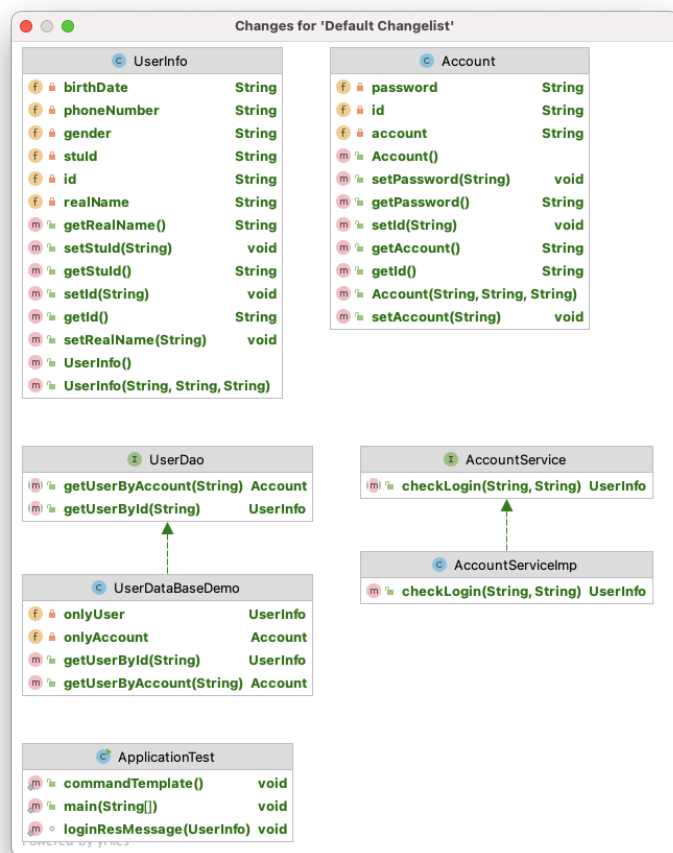 Changes for 'Default Changelist'
C UserInfo
f birthDate String
f phoneNumber String
f gender String
f stuId String
f id String
f realName String
m getRealName() String
m setStuId(String) void
m getStuId() String
m setId(String) void
m getId() String
m setRealName(String) void
m UserInfo()
m UserInfo(String, String, String)
C Account
f password String
f id String
f account String
m Account()
m setPassword(String) void
m getPassword() String
m setId(String) void
m getAccount() String
m getId() String
m Account(String, String, String)
m setAccount(String) void
I UserDao
(m) getUserByAccount(String) Account
(m) getUserById(String) UserInfo
I AccountService
(m) checkLogin(String, String) UserInfo
C UserDataBaseDemo
f onlyUser UserInfo
f onlyAccount Account
m getUserById(String) UserInfo
m getUserByAccount(String) Account
C AccountServiceImp
m checkLogin(String, String) UserInfo
C ApplicationTest
m commandTemplate() void
m main(String[]) void
m loginResMessage(UserInfo) void
Powered by yFiles